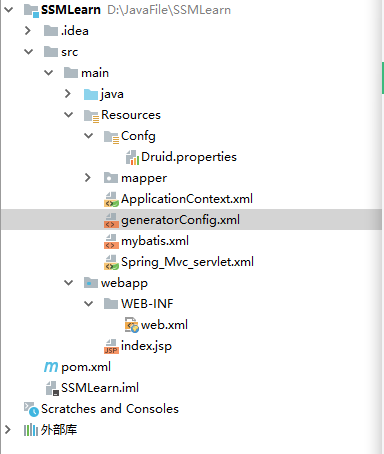 SSMLearn D:\JavaFile\SSMLearn
.idea
src
main
java
Resources
Confg
Druid.properties
mapper
ApplicationContext.xml
generatorConfig.xml
mybatis.xml
Spring_Mvc_servlet.xml
webapp
WEB-INF
web.xml
JSP index.jsp
m pom.xml
SSMLearn.iml
Scratches and Consoles
外部库